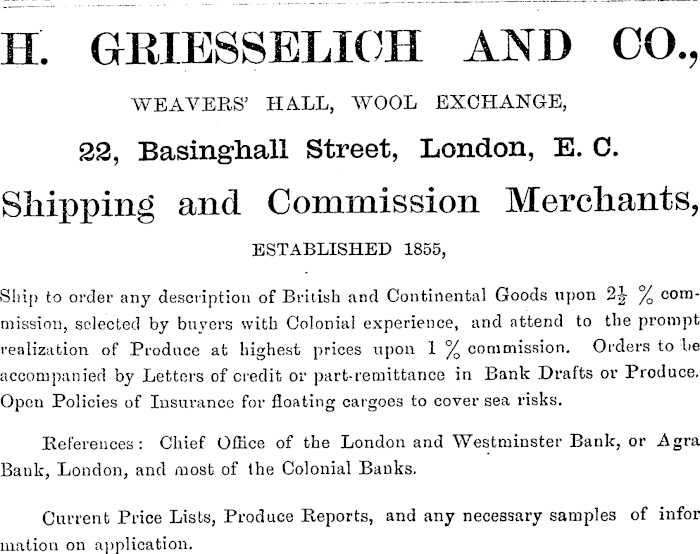 H. GRIESSELICH AND CO.,
WEAVERS' HALL, WOOL EXCHANGE,
22, Basinghall Street, London, E. C.
Shipping and Commission Merchants,
ESTABLISHED 1855,
Ship to order any description of British and Continental Goods upon 2½ % com-
mission, selected by buyers with Colonial experience, and attend to the prompt
realization of Produce at highest prices upon 1 % commission. Orders to be
accompanied by Letters of credit or part-remittance in Bank Drafts or Produce.
Open Policies of Insurance for floating cargoes to cover sea risks.
References: Chief Office of the London and Westminster Bank, or Agra
Bank, London, and most of the Colonial Banks.
Current Price Lists, Produce Reports, and any necessary samples of infor
mation on application.